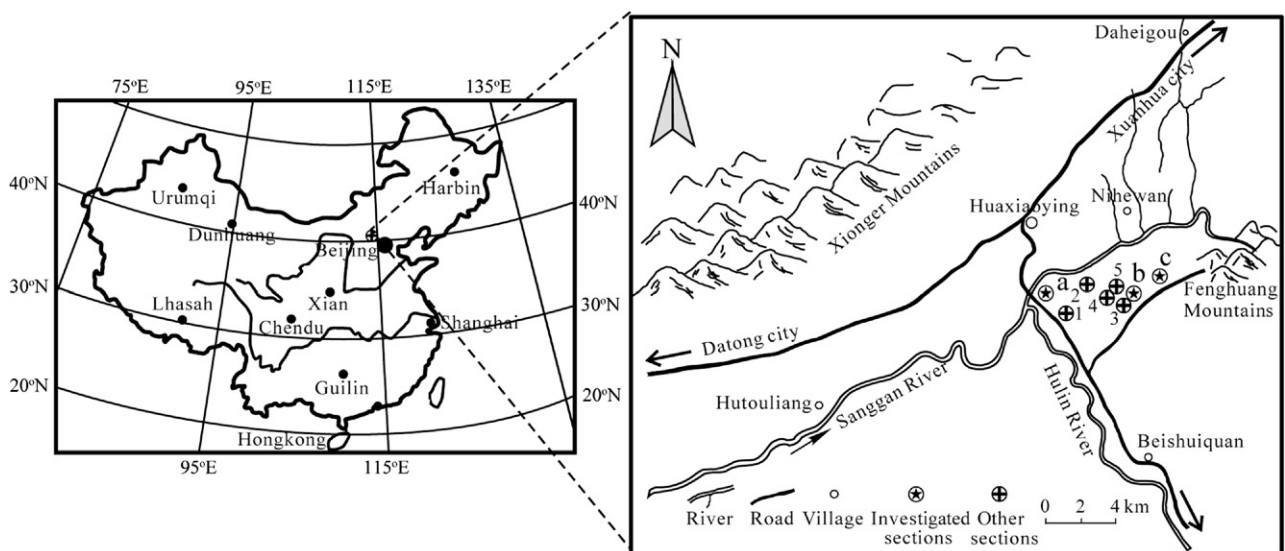 75°E
95°E
115°E
135°E
40°N
30°N
20°N
40°N
30°N
20°N
95°E
115°E
Urumqi
Harbin
Dunhuang
Beijing
Lhasah
Xian
Chendu
Shanghai
Guilin
Hongkong
N
Daheigou
Xuanhua city
Xionger Mountains
Huaxiaoying
Nihewan
a
b
c
1
2
3
4
5
Fenghuang
Mountains
Datong city
Hutouliang
Sanggan River
Huin River
Beishuiquan
River
Road
Village
Investigated
sections
Other
sections
0 2 4 km